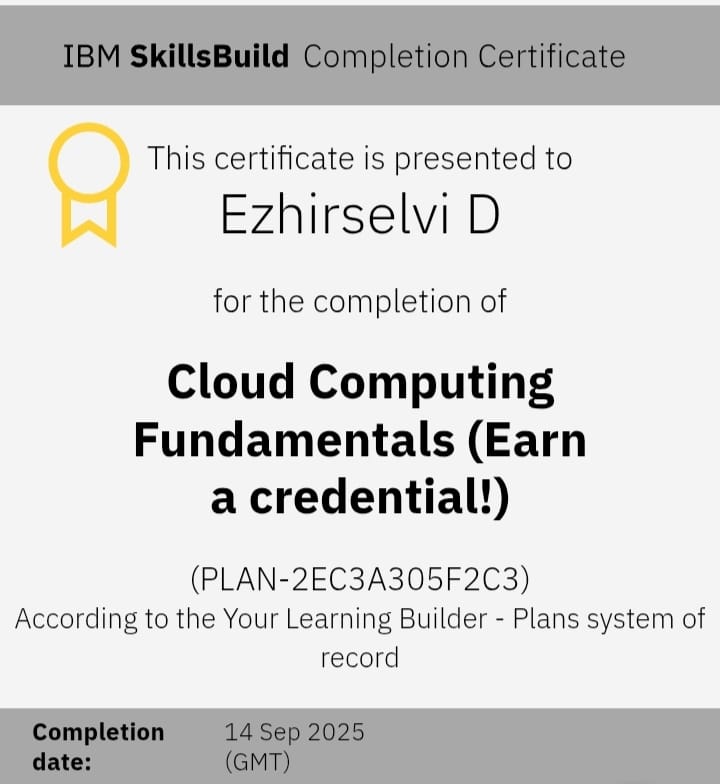 IBM SkillsBuild Completion Certificate
This certificate is presented to
Ezhirselvi D
for the completion of
Cloud Computing
Fundamentals (Earn
a credential!)
(PLAN-2EC3A305F2C3)
According to the Your Learning Builder - Plans system of
record
Completion 14 Sep 2025
date: (GMT)